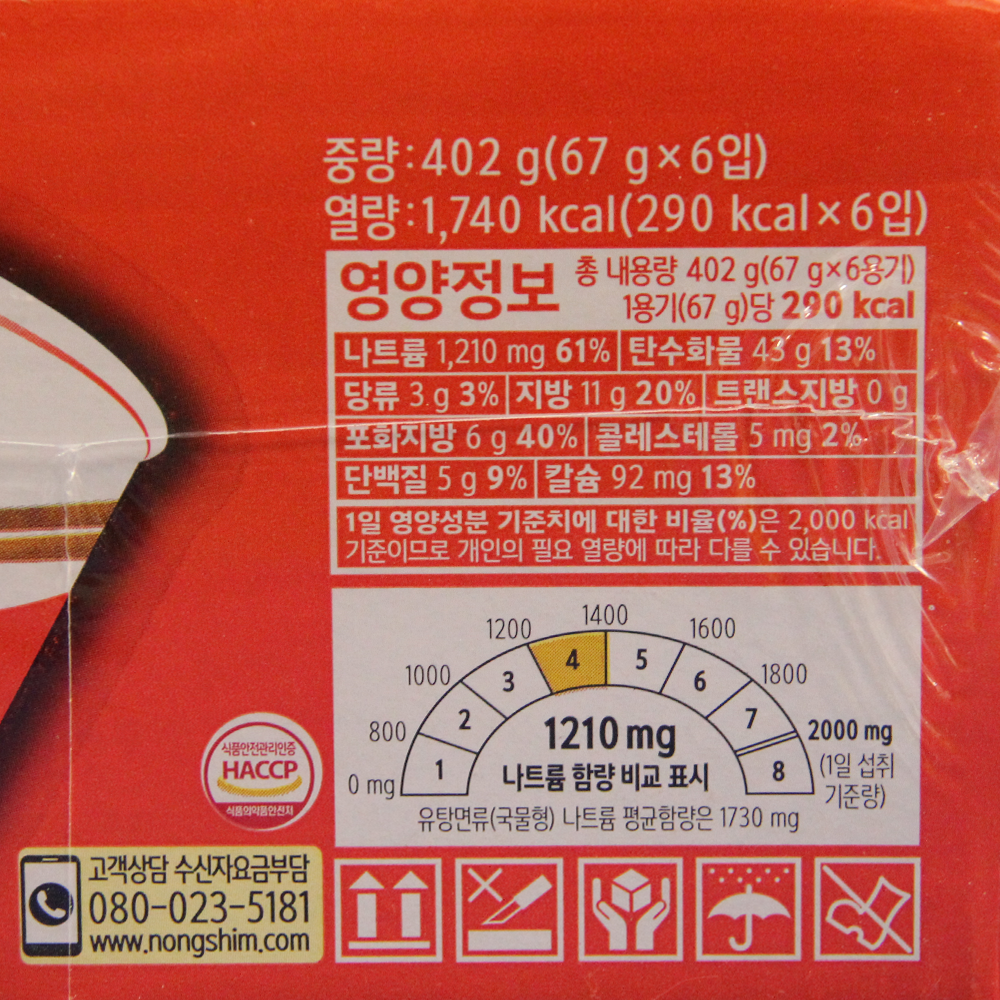 중량:402 g(67 g×6입)
열량:1,740 kcal(290 kcal×6입)
영양정보
총 내용량 402 g(67 g×6용기)
1용기(67 g)당 290 kcal
나트륨 1,210 mg 61% 탄수화물 43 g 13%
당류 3 g 3% 지방 11 g 20% 트랜스지방 0 g
포화지방 6 g 40% 콜레스테롤 5 mg 2%
단백질 5 g 9% 칼슘 92 mg 13%
1일 영양성분 기준치에 대한 비율(%)은 2,000 kcal
기준이므로 개인의 필요 열량에 따라 다를 수 있습니다.
0 mg 800 1000 1200 1400 1600 1800 2000 mg
(1일 섭취
기준량)
1 2 3 4 5 6 7 8
1210 mg
나트륨 함량 비교 표시
유탕면류(국물형) 나트륨 평균함량은 1730 mg
식품안전관리인증
HACCP
식품의약품안전처
고객상담 수신자요금부담
080-023-5181
www.nongshim.com